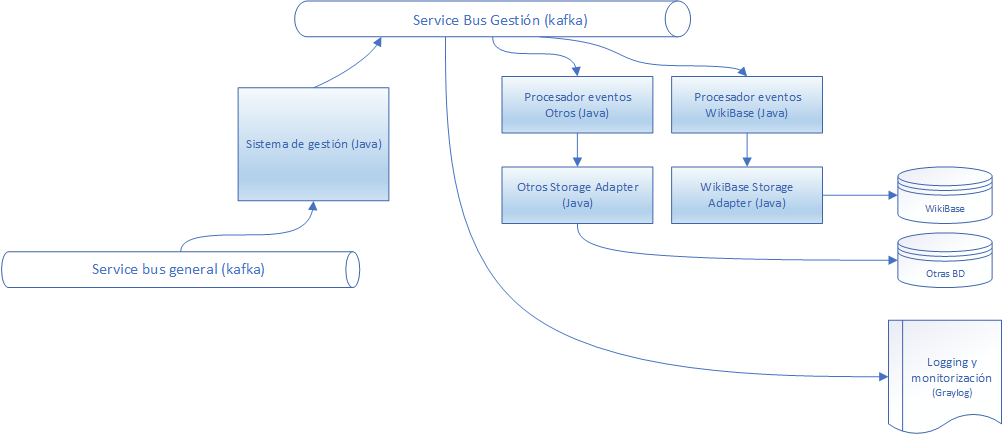 Service Bus Gestión (kafka)
Procesador eventos
Otros (Java)
Procesador eventos
WikiBase (Java)
Sistema de gestión (Java)
Otros Storage Adapter
(Java)
WikiBase Storage
Adapter (Java)
WikiBase
Service bus general (kafka)
Otras BD
Logging y
monitorización
(Graylog)